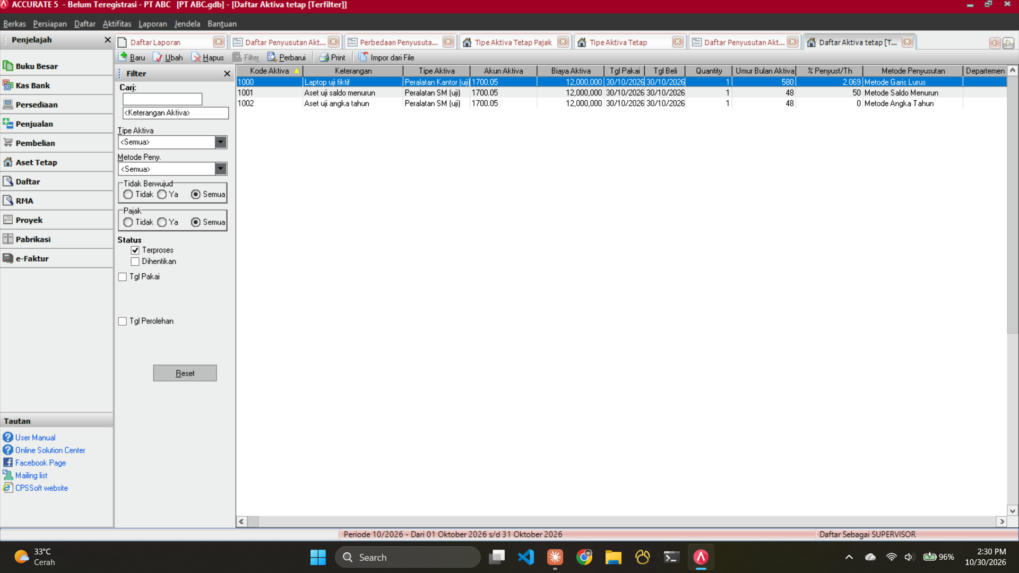 ACCURATE 5 - Belum Teregistrasi - PT ABC [PT ABC.gdb] - [Daftar Aktiva tetap [Terfilter]]
Berkas Persiapan Daftar Aktifitas Laporan Jendela Bantuan
Penjelajah
Daftar Laporan
Daftar Penyusutan Akt...
Perbedaan Penyusuta...
Tipe Aktiva Tetap Pajak
Tipe Aktiva Tetap
Daftar Penyusutan Akt...
Daftar Aktiva tetap [T...
Baru Ubah Hapus Filter Perbarui Print Impor dari File
Buku Besar
Kas Bank
Persediaan
Penjualan
Pembelian
Aset Tetap
Daftar
RMA
Proyek
Pabrikasi
e-Faktur
Tautan
User Manual
Online Solution Center
Facebook Page
Mailing list
CPSSoft website
Filter
Cari:
<Keterangan Aktiva>
Tipe Aktiva
<Semua>
Metode Peny.
<Semua>
Tidak Berwujud
Tidak Ya Semua
Pajak
Tidak Ya Semua
Status
Terproses
Dihentikan
Tgl Pakai
Tgl Perolehan
Reset
Kode Aktiva Keterangan Tipe Aktiva Akun Aktiva Biaya Aktiva Tgl Pakai Tgl Beli Quantity Umur Bulan Aktiva % Penyust/Th Metode Penyusutan Departemen
1000 Laptop uji fiktif Peralatan Kantor (uji) 1700.05 12,000,000 30/10/2026 30/10/2026 1 580 2.069 Metode Garis Lurus
1001 Aset uji saldo menurun Peralatan SM (uji) 1700.05 12,000,000 30/10/2026 30/10/2026 1 48 50 Metode Saldo Menurun
1002 Aset uji angka tahun Peralatan SM (uji) 1700.05 12,000,000 30/10/2026 30/10/2026 1 48 0 Metode Angka Tahun
Periode 10/2026 - Dari 01 Oktober 2026 s/d 31 Oktober 2026
Daftar Sebagai SUPERVISOR
33°C
Cerah
Search
96%
2:30 PM
10/30/2026